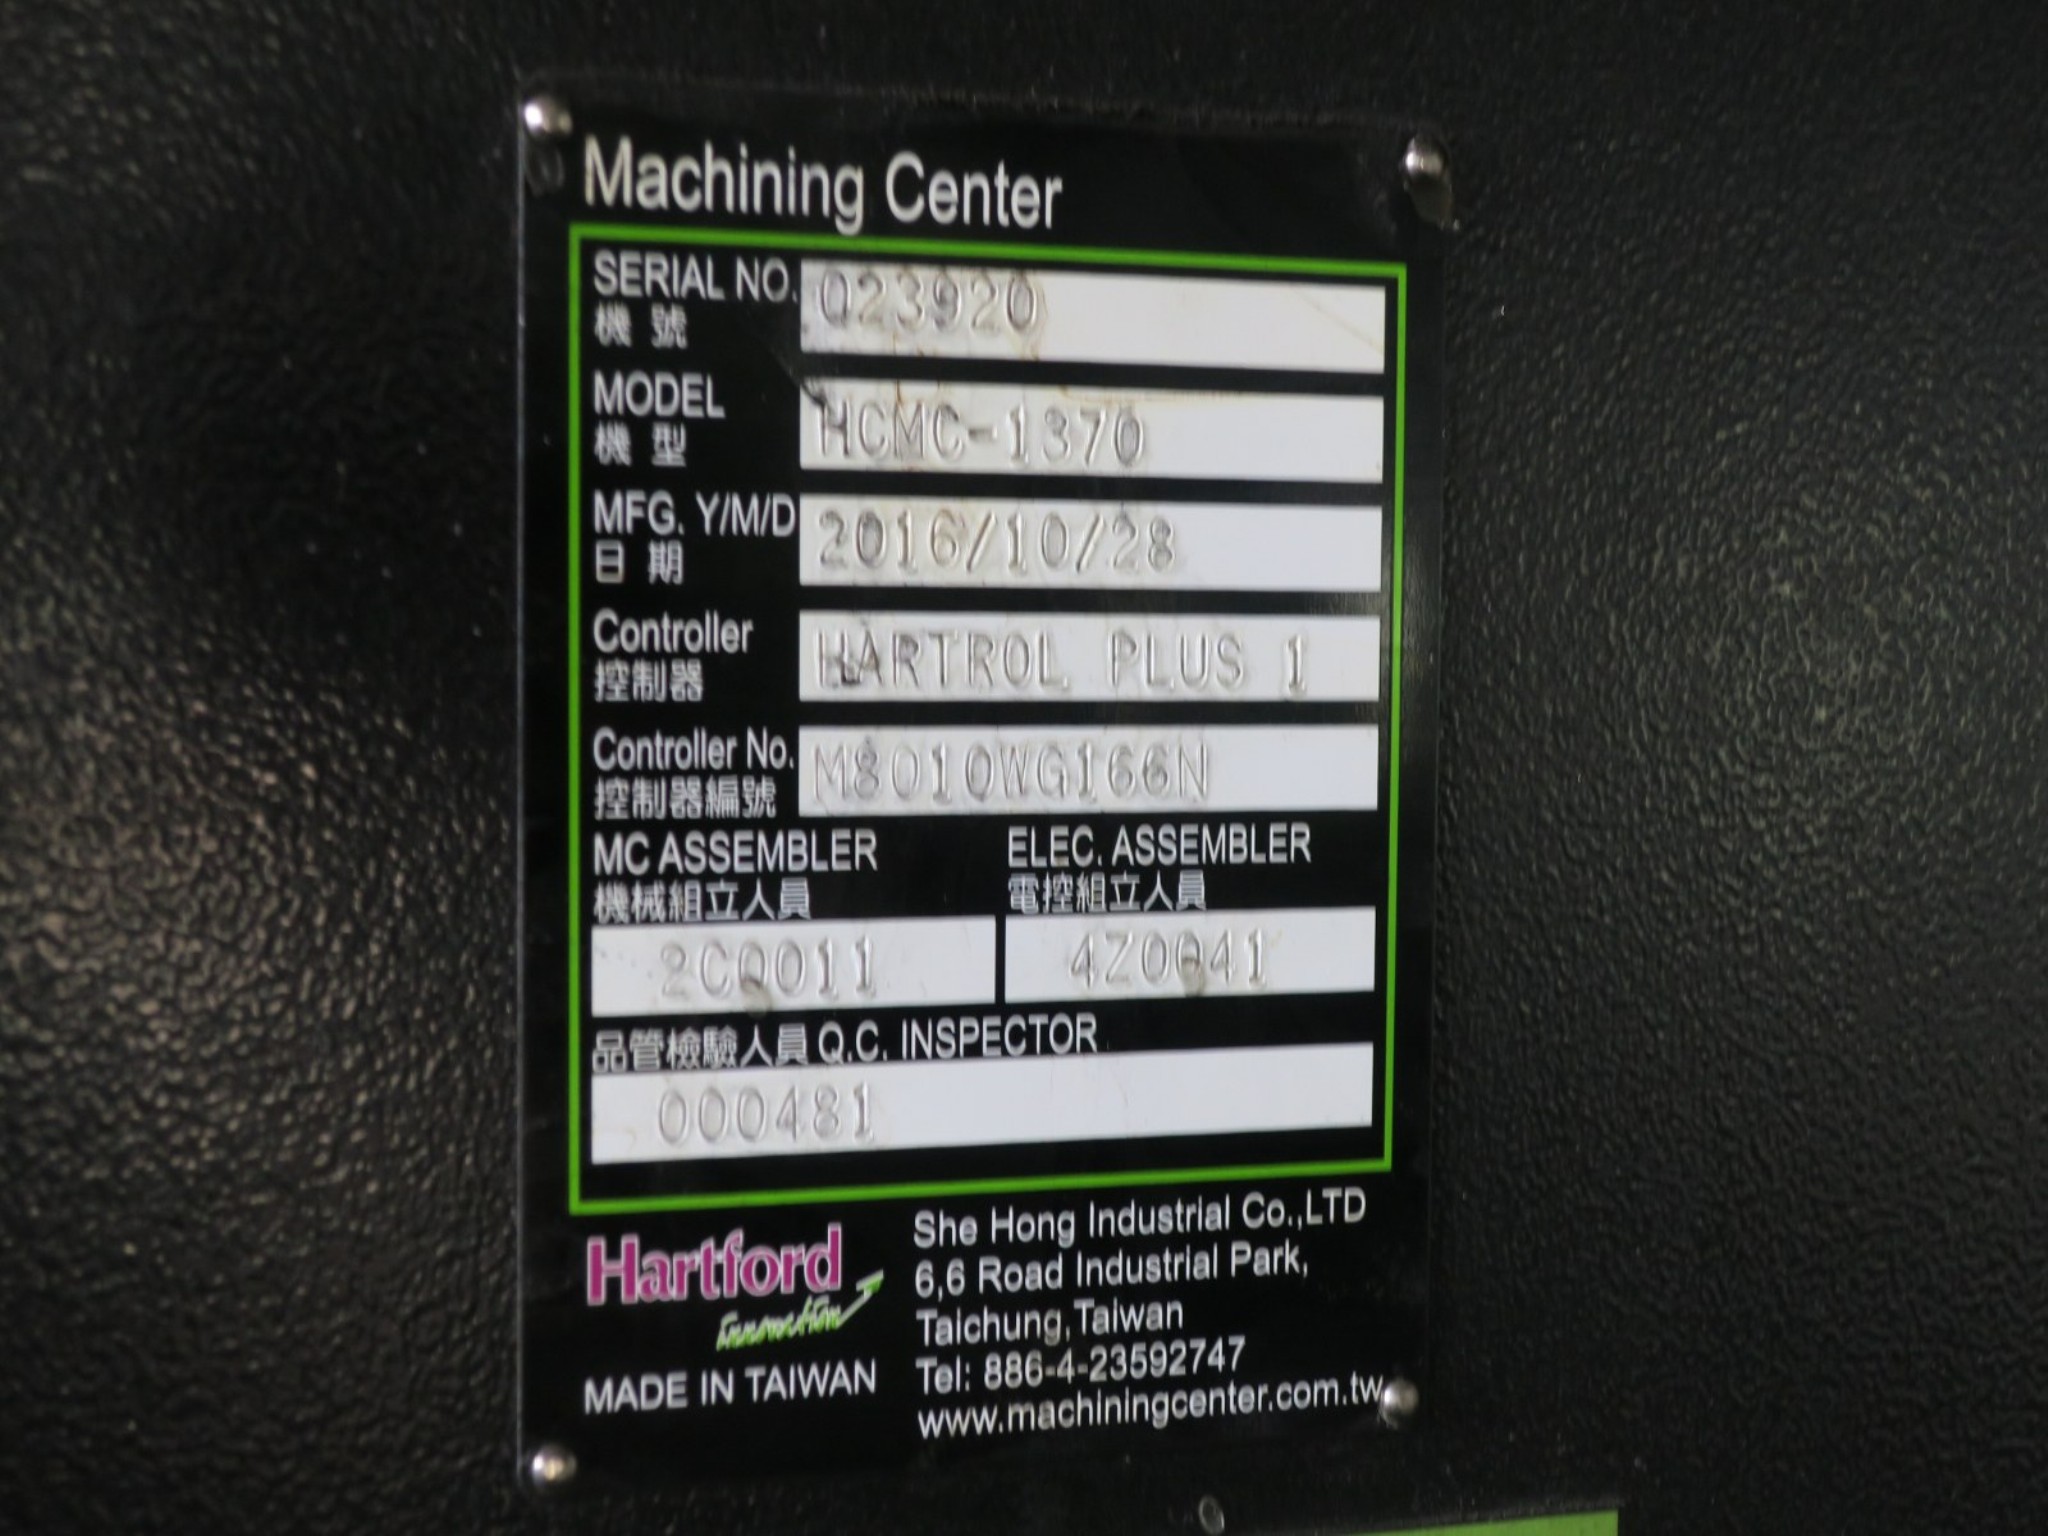 Machining Center
SERIAL NO. Q23920
機 號
MODEL HCMC-1370
機 型
MFG. Y/M/D 2016/10/28
日 期
Controller HARTROL PLUS 1
控制器
Controller No. M8010WG166N
控制器編號
MC ASSEMBLER ELEC. ASSEMBLER
機械組立人員 電控組立人員
2C0011 4Z0041
品管檢驗人員 Q.C. INSPECTOR
000481
Hartford
Innovation
MADE IN TAIWAN
She Hong Industrial Co.,LTD
6,6 Road Industrial Park,
Taichung,Taiwan
Tel: 886-4-23592747
www.machiningcenter.com.tw